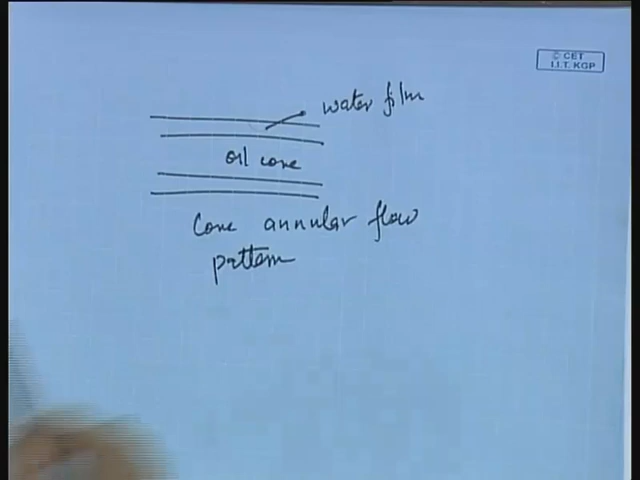 © CET
I.I.T. KGP
water film
oil core
Core annular flow
pattern